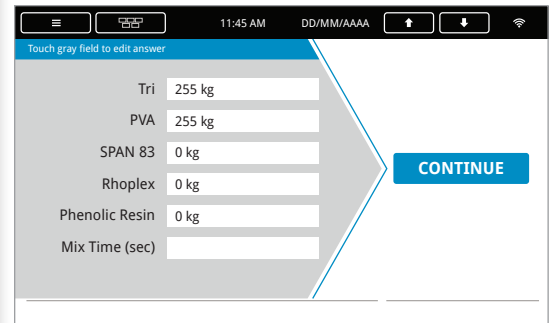 11:45 AM DD/MM/AAAA
Touch gray field to edit answer
Tri 255 kg
PVA 255 kg
SPAN 83 0 kg
Rhoplex 0 kg
Phenolic Resin 0 kg
Mix Time (sec)
CONTINUE